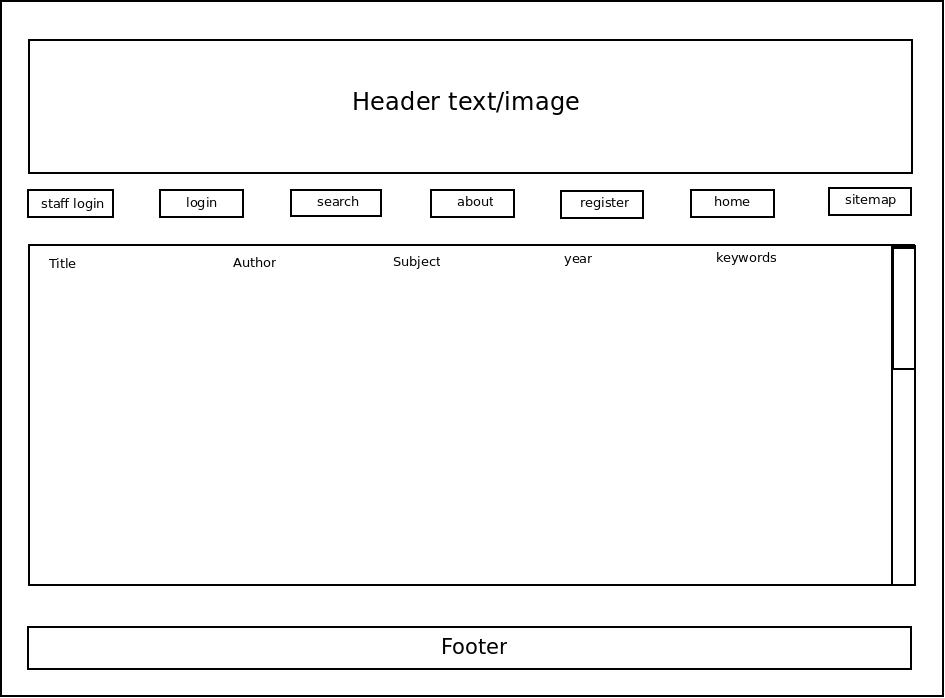 Header text/image
staff login
login
search
about
register
home
sitemap
Title
Author
Subject
year
keywords
Footer